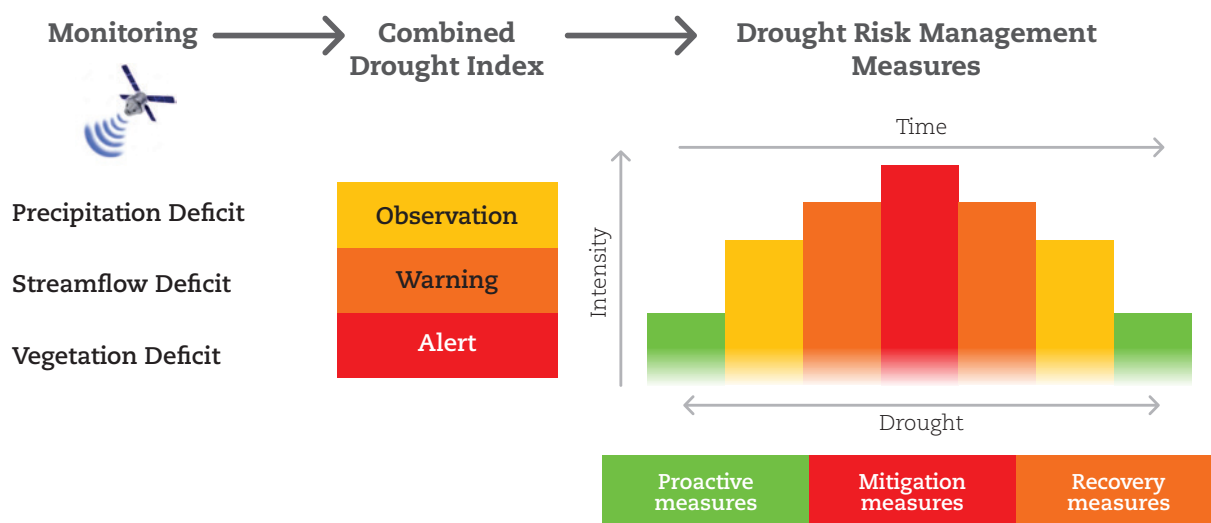 Monitoring
Combined
Drought Index
Drought Risk Management
Measures
Precipitation Deficit
Streamflow Deficit
Vegetation Deficit
Observation
Warning
Alert
Time
Intensity
Drought
Proactive
measures
Mitigation
measures
Recovery
measures